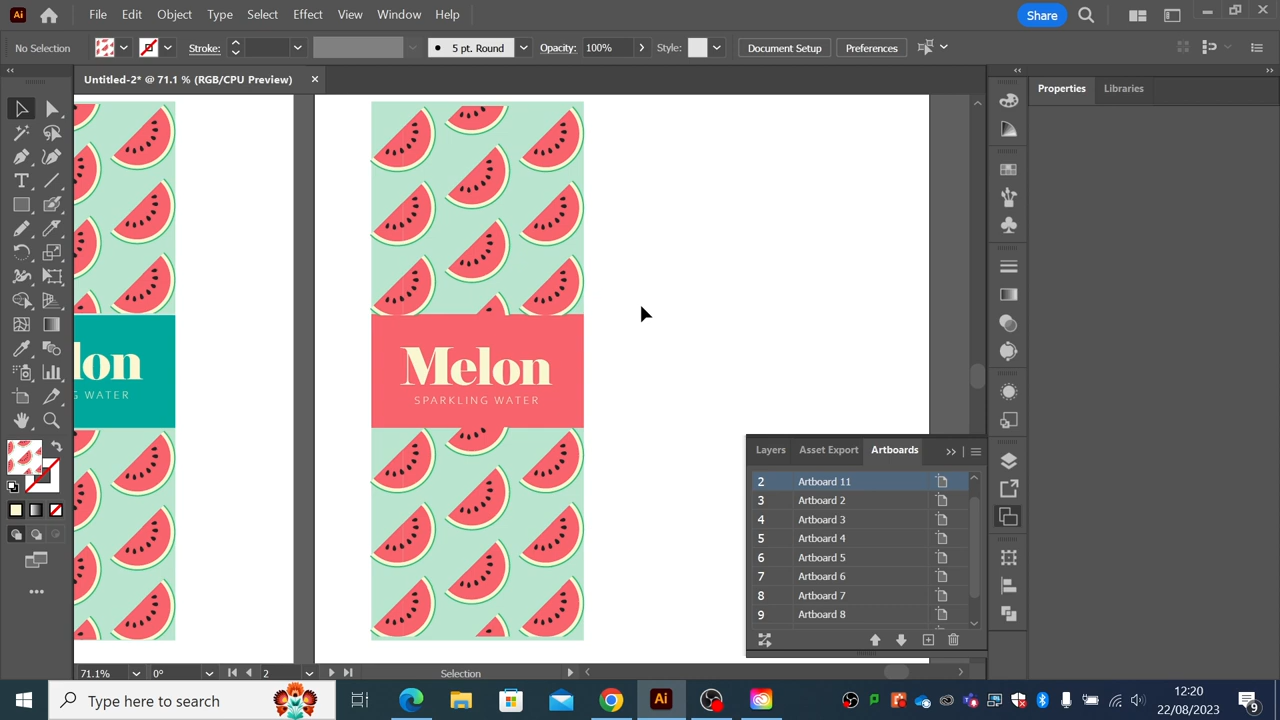 Ai File Edit Object Type Select Effect View Window Help Share
No Selection Stroke: 5 pt. Round Opacity: 100% Style: Document Setup Preferences
Untitled-2* @ 71.1 % (RGB/CPU Preview)
Properties Libraries
lon
G WATER
Melon
SPARKLING WATER
Layers Asset Export Artboards
2 Artboard 11
3 Artboard 2
4 Artboard 3
5 Artboard 4
6 Artboard 5
7 Artboard 6
8 Artboard 7
9 Artboard 8
71.1% 0° 2 Selection
Type here to search
Ai
12:20
22/08/2023
9